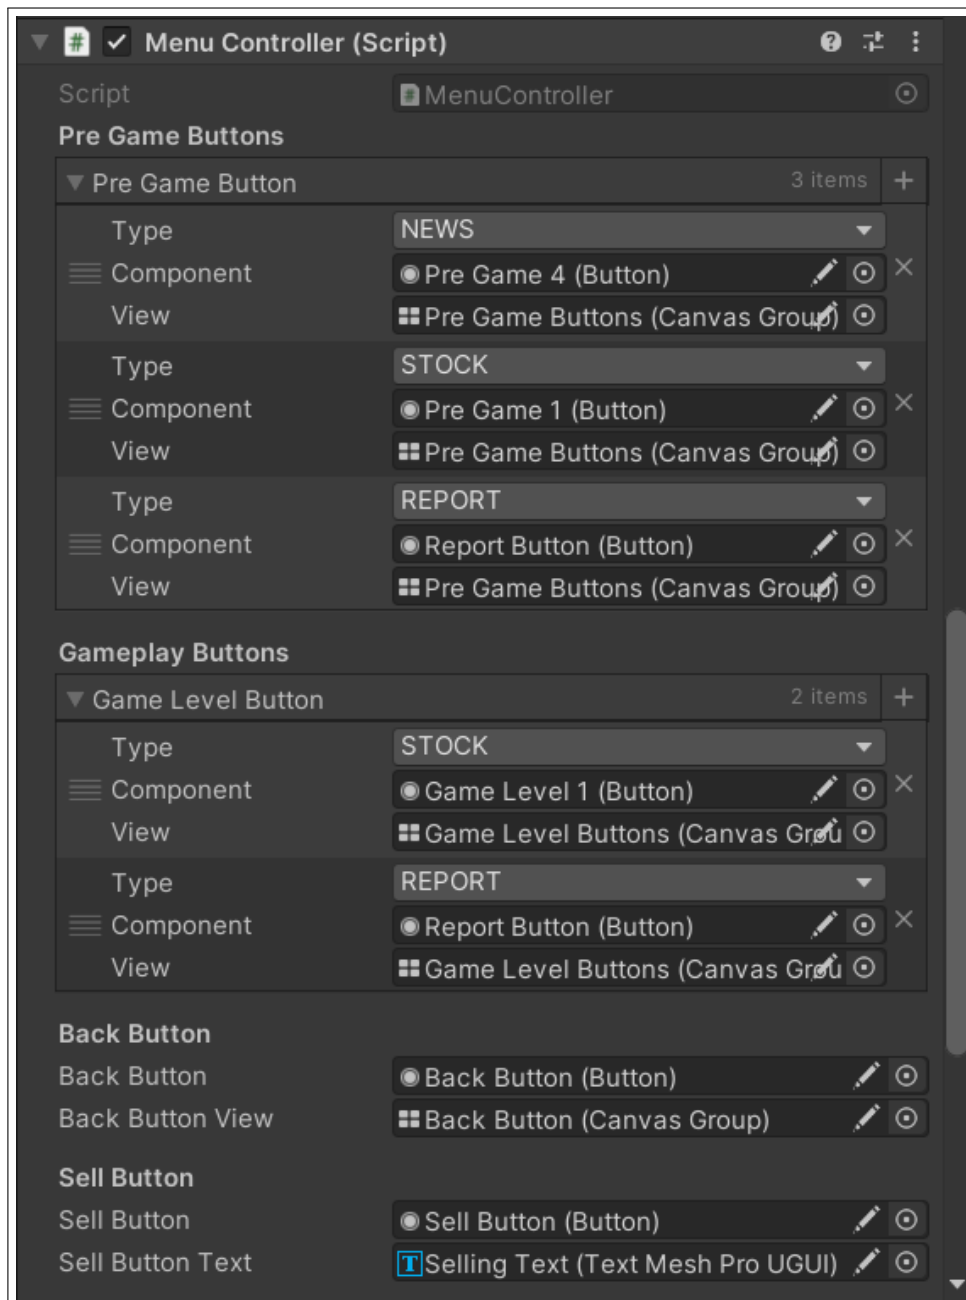 Menu Controller (Script)
Script MenuController
Pre Game Buttons
Pre Game Button 3 items
Type NEWS
Component Pre Game 4 (Button)
View Pre Game Buttons (Canvas Group)
Type STOCK
Component Pre Game 1 (Button)
View Pre Game Buttons (Canvas Group)
Type REPORT
Component Report Button (Button)
View Pre Game Buttons (Canvas Group)
Gameplay Buttons
Game Level Button 2 items
Type STOCK
Component Game Level 1 (Button)
View Game Level Buttons (Canvas Grou
Type REPORT
Component Report Button (Button)
View Game Level Buttons (Canvas Grou
Back Button
Back Button Back Button (Button)
Back Button View Back Button (Canvas Group)
Sell Button
Sell Button Sell Button (Button)
Sell Button Text Selling Text (Text Mesh Pro UGUI)